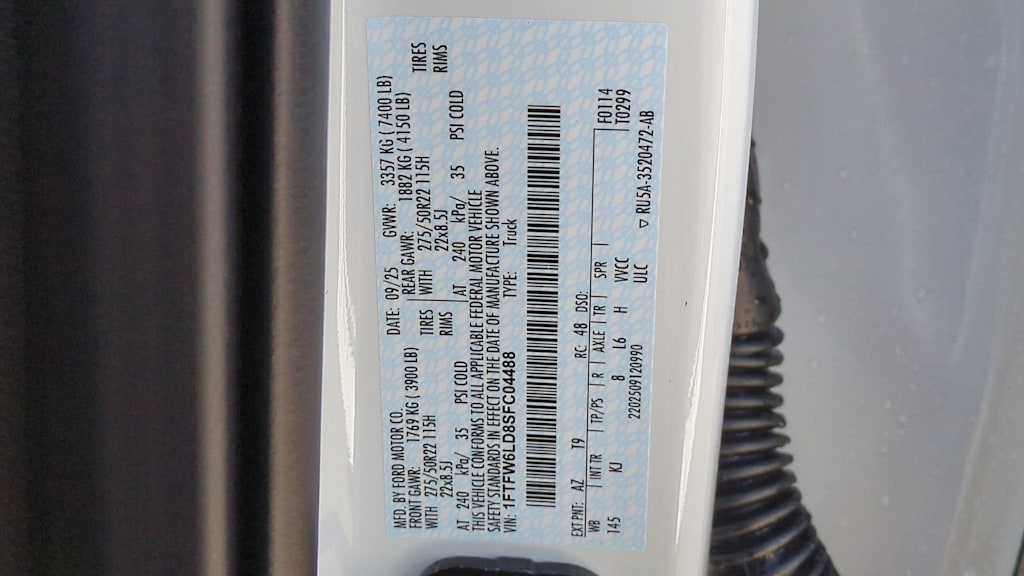 MFD. BY FORD MOTOR CO. DATE: 09/25 GVWR: 3357 KG ( 7400 LB)
FRONT GAWR: 1769 KG ( 3900 LB) REAR GAWR: 1882 KG ( 4150 LB)
WITH 275/50R22 115H TIRES WITH 275/50R22 115H TIRES
22x8.5J RIMS 22x8.5J RIMS
AT 240 kPa/ 35 PSI COLD AT 240 kPa/ 35 PSI COLD
THIS VEHICLE CONFORMS TO ALL APPLICABLE FEDERAL MOTOR VEHICLE
SAFETY STANDARDS IN EFFECT ON THE DATE OF MANUFACTURE SHOWN ABOVE.
VIN: 1FTFW6LD8SFC04488 TYPE: Truck
EXT PNT: AZ T9 RC: 48 DSO: F0114
WB INT TR TP/PS R AXLE TR SPR T0299
145 KJ 8 L6 H VVCC
2202509120990 ULC ▽ RU5A-3520472-AB